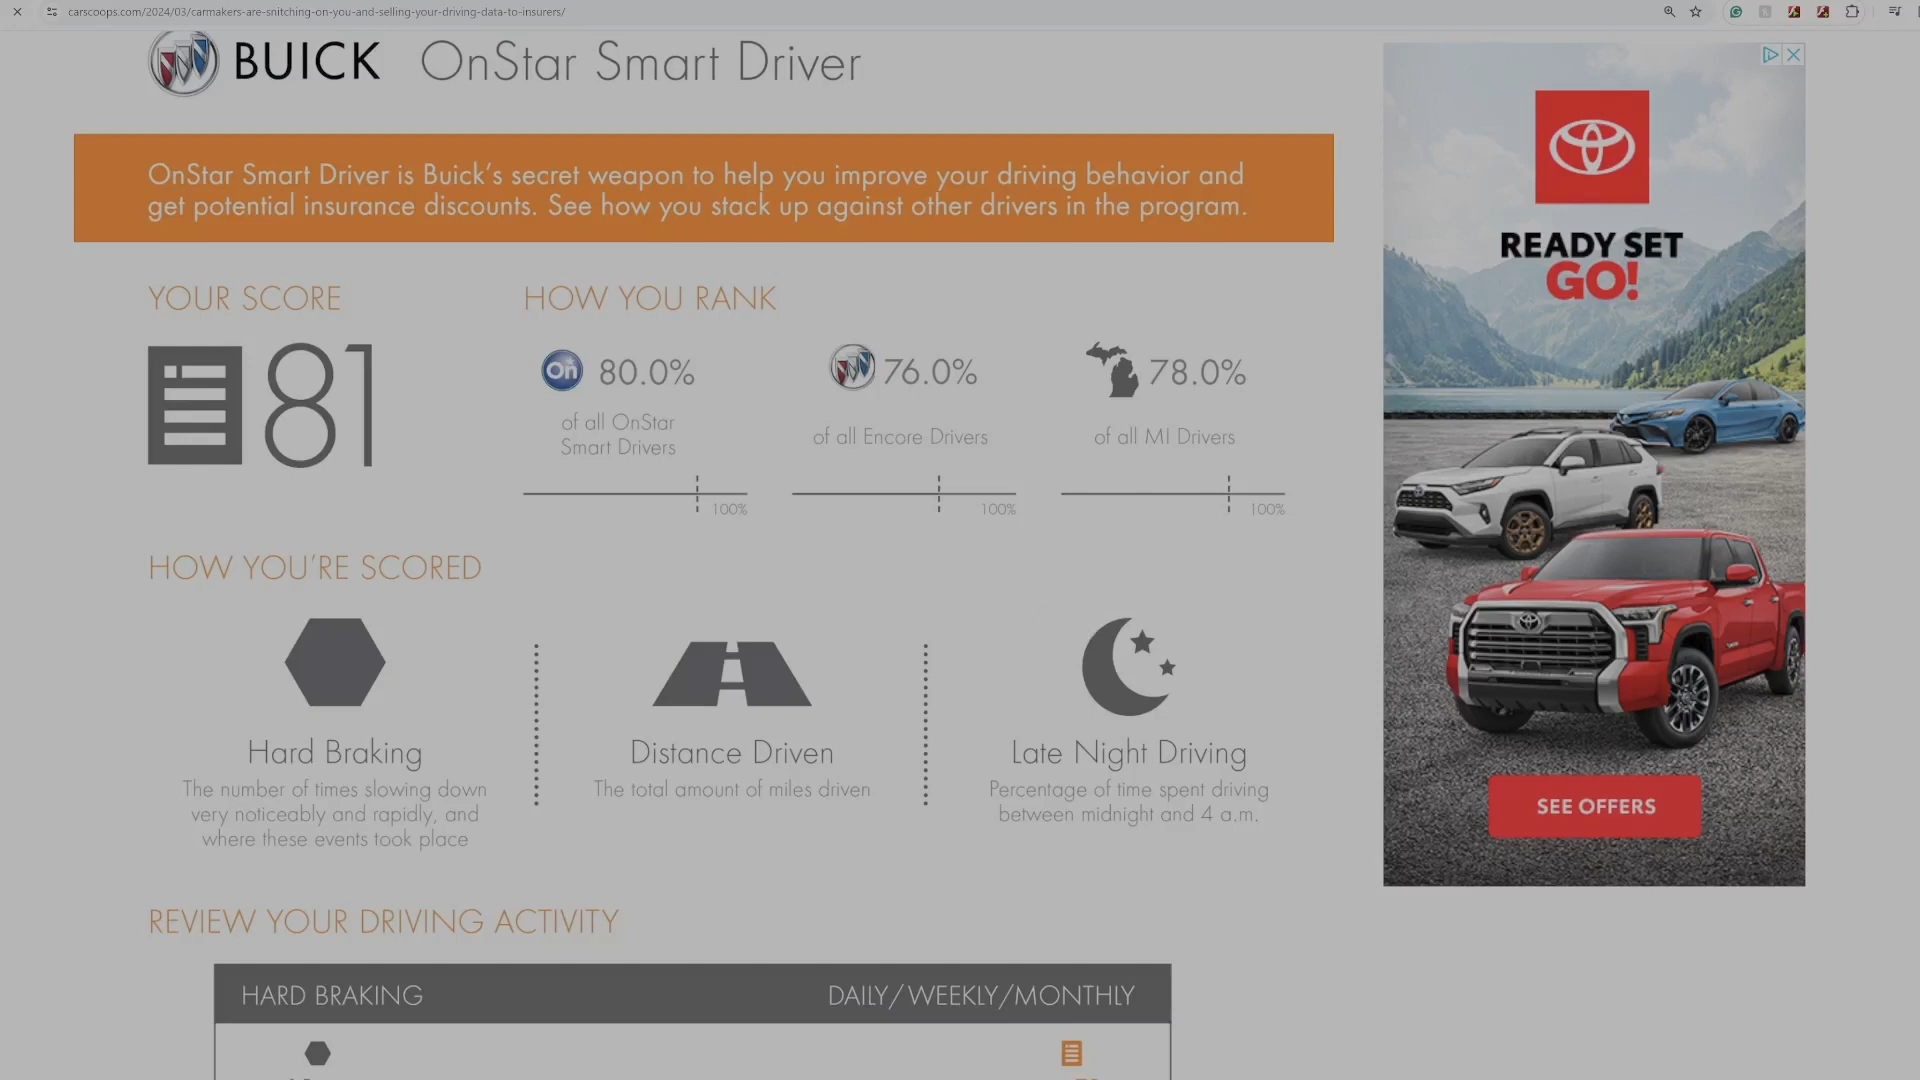 carscoops.com/2024/03/carmakers-are-snitching-on-you-and-selling-your-driving-data-to-insurers/
BUICK OnStar Smart Driver
OnStar Smart Driver is Buick's secret weapon to help you improve your driving behavior and
get potential insurance discounts. See how you stack up against other drivers in the program.
YOUR SCORE
81
HOW YOU RANK
On 80.0%
of all OnStar
Smart Drivers
100%
76.0%
of all Encore Drivers
100%
78.0%
of all MI Drivers
100%
HOW YOU'RE SCORED
Hard Braking
The number of times slowing down
very noticeably and rapidly, and
where these events took place
Distance Driven
The total amount of miles driven
Late Night Driving
Percentage of time spent driving
between midnight and 4 a.m.
REVIEW YOUR DRIVING ACTIVITY
HARD BRAKING DAILY/WEEKLY/MONTHLY
READY SET
GO!
SEE OFFERS